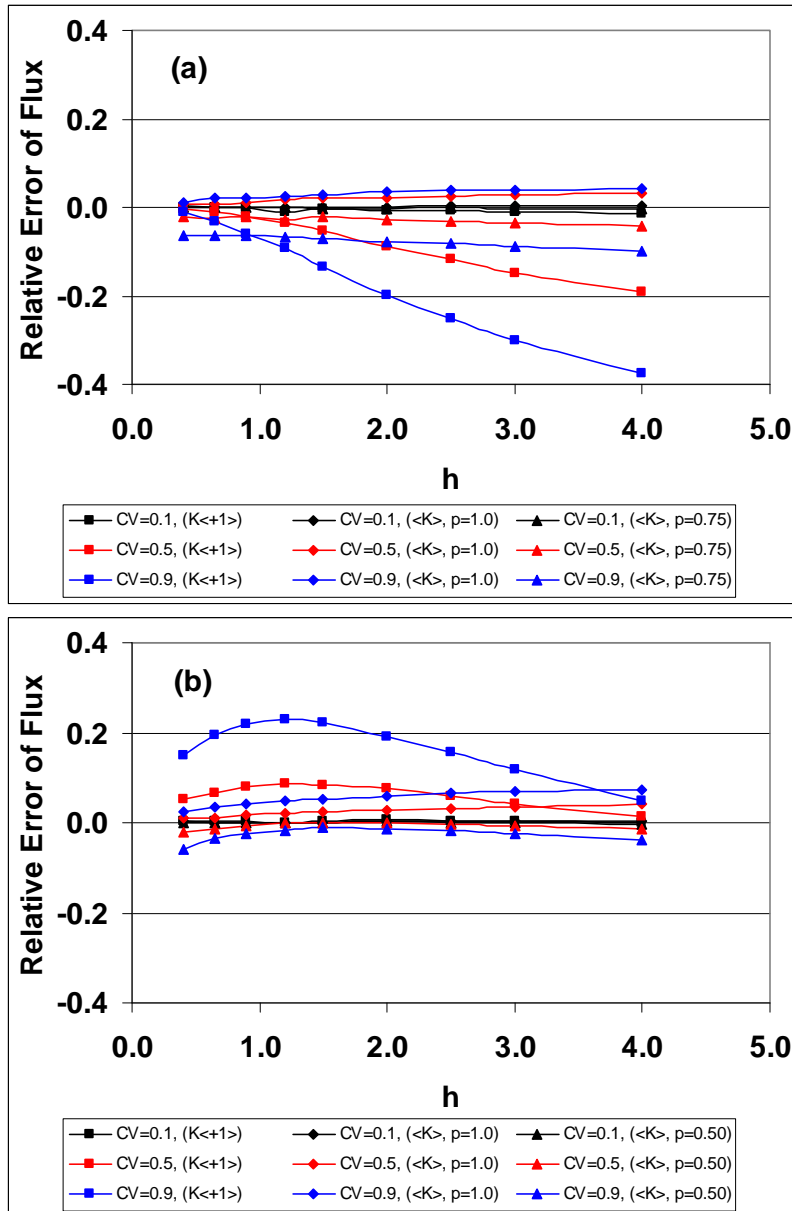 0.4
(a)
0.2
0.0
-0.2
-0.4
Relative Error of Flux
0.0 1.0 2.0 3.0 4.0 5.0
h
CV=0.1, (K<+1>) CV=0.1, (<K>, p=1.0) CV=0.1, (<K>, p=0.75)
CV=0.5, (K<+1>) CV=0.5, (<K>, p=1.0) CV=0.5, (<K>, p=0.75)
CV=0.9, (K<+1>) CV=0.9, (<K>, p=1.0) CV=0.9, (<K>, p=0.75)
0.4
(b)
0.2
0.0
-0.2
-0.4
Relative Error of Flux
0.0 1.0 2.0 3.0 4.0 5.0
h
CV=0.1, (K<+1>) CV=0.1, (<K>, p=1.0) CV=0.1, (<K>, p=0.50)
CV=0.5, (K<+1>) CV=0.5, (<K>, p=1.0) CV=0.5, (<K>, p=0.50)
CV=0.9, (K<+1>) CV=0.9, (<K>, p=1.0) CV=0.9, (<K>, p=0.50)